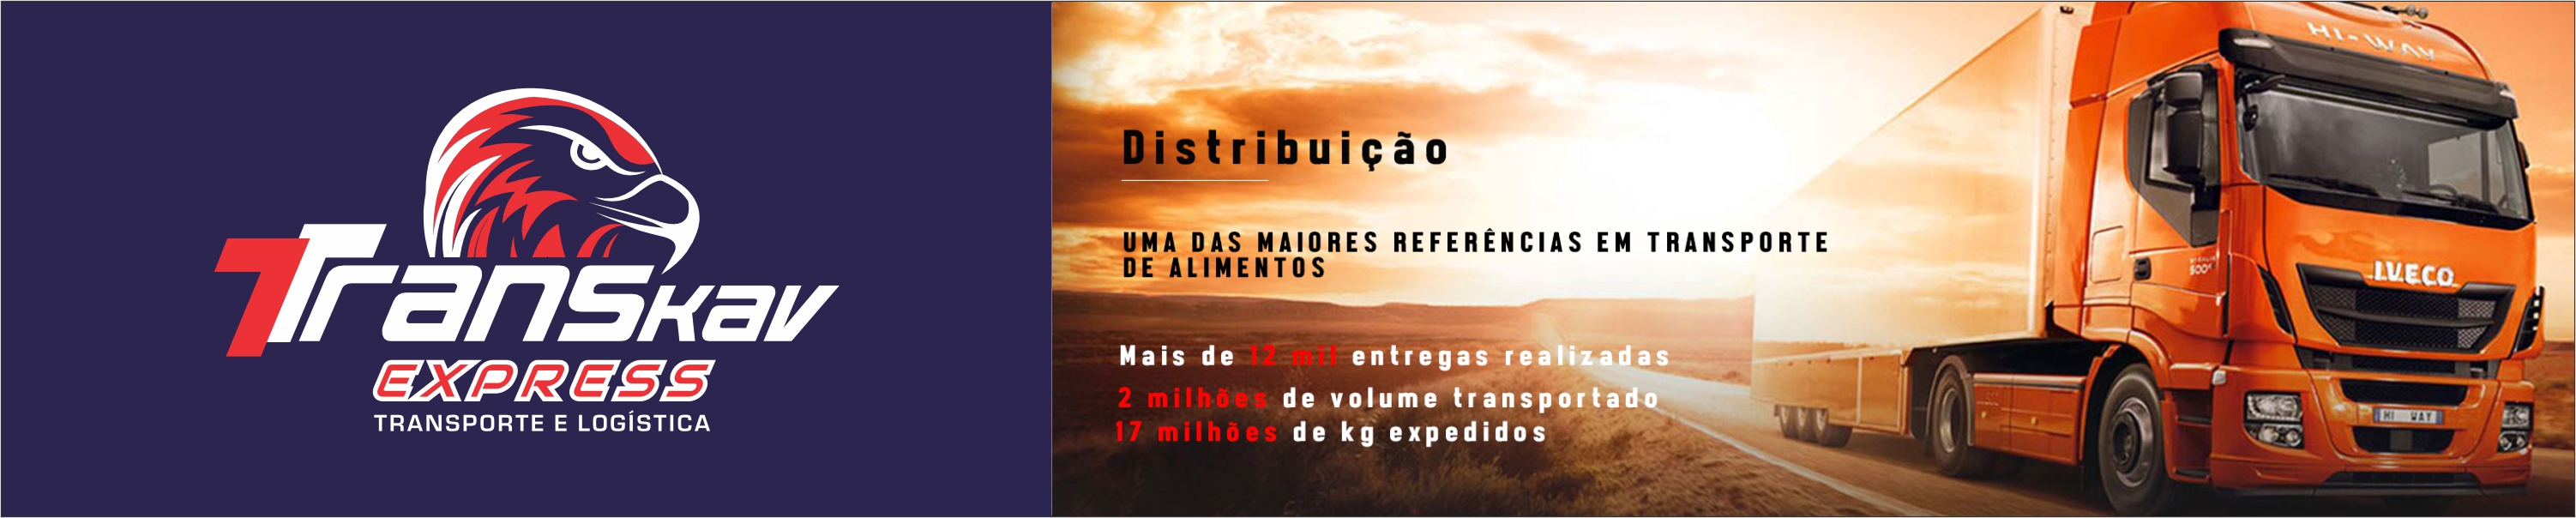 Transkav
EXPRESS
TRANSPORTE E LOGÍSTICA
Distribuição
UMA DAS MAIORES REFERÊNCIAS EM TRANSPORTE
DE ALIMENTOS
Mais de 12 mil entregas realizadas
2 milhões de volume transportado
17 milhões de kg expedidos
HI-WAY
500
IVECO
HI WAY